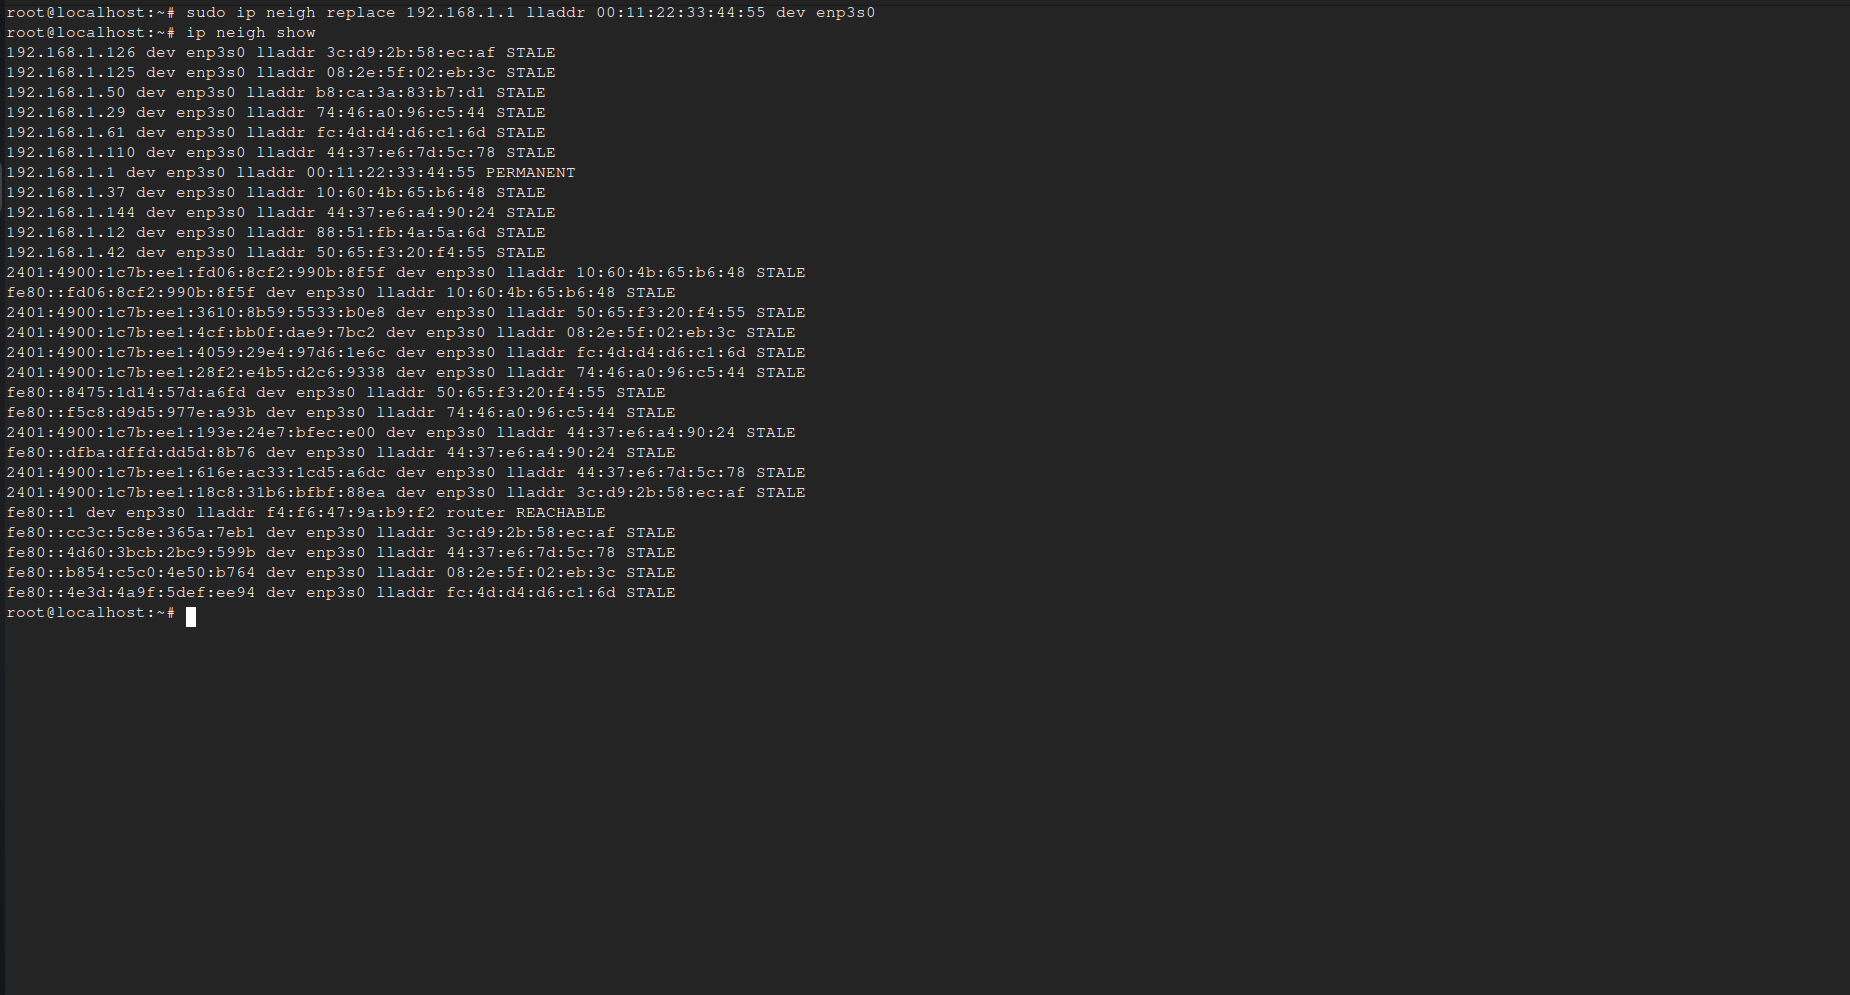 root@localhost:~# sudo ip neigh replace 192.168.1.1 lladdr 00:11:22:33:44:55 dev enp3s0
root@localhost:~# ip neigh show
192.168.1.126 dev enp3s0 lladdr 3c:d9:2b:58:ec:af STALE
192.168.1.125 dev enp3s0 lladdr 08:2e:5f:02:eb:3c STALE
192.168.1.50 dev enp3s0 lladdr b8:ca:3a:83:b7:d1 STALE
192.168.1.29 dev enp3s0 lladdr 74:46:a0:96:c5:44 STALE
192.168.1.61 dev enp3s0 lladdr fc:4d:d4:d6:c1:6d STALE
192.168.1.110 dev enp3s0 lladdr 44:37:e6:7d:5c:78 STALE
192.168.1.1 dev enp3s0 lladdr 00:11:22:33:44:55 PERMANENT
192.168.1.37 dev enp3s0 lladdr 10:60:4b:65:b6:48 STALE
192.168.1.144 dev enp3s0 lladdr 44:37:e6:a4:90:24 STALE
192.168.1.12 dev enp3s0 lladdr 88:51:fb:4a:5a:6d STALE
192.168.1.42 dev enp3s0 lladdr 50:65:f3:20:f4:55 STALE
2401:4900:1c7b:ee1:fd06:8cf2:990b:8f5f dev enp3s0 lladdr 10:60:4b:65:b6:48 STALE
fe80::fd06:8cf2:990b:8f5f dev enp3s0 lladdr 10:60:4b:65:b6:48 STALE
2401:4900:1c7b:ee1:3610:8b59:5533:b0e8 dev enp3s0 lladdr 50:65:f3:20:f4:55 STALE
2401:4900:1c7b:ee1:4cf:bb0f:dae9:7bc2 dev enp3s0 lladdr 08:2e:5f:02:eb:3c STALE
2401:4900:1c7b:ee1:4059:29e4:97d6:1e6c dev enp3s0 lladdr fc:4d:d4:d6:c1:6d STALE
2401:4900:1c7b:ee1:28f2:e4b5:d2c6:9338 dev enp3s0 lladdr 74:46:a0:96:c5:44 STALE
fe80::8475:1d14:57d:a6fd dev enp3s0 lladdr 50:65:f3:20:f4:55 STALE
fe80::f5c8:d9d5:977e:a93b dev enp3s0 lladdr 74:46:a0:96:c5:44 STALE
2401:4900:1c7b:ee1:193e:24e7:bfec:e00 dev enp3s0 lladdr 44:37:e6:a4:90:24 STALE
fe80::dfba:dffd:dd5d:8b76 dev enp3s0 lladdr 44:37:e6:a4:90:24 STALE
2401:4900:1c7b:ee1:616e:ac33:1cd5:a6dc dev enp3s0 lladdr 44:37:e6:7d:5c:78 STALE
2401:4900:1c7b:ee1:18c8:31b6:bfbf:88ea dev enp3s0 lladdr 3c:d9:2b:58:ec:af STALE
fe80::1 dev enp3s0 lladdr f4:f6:47:9a:b9:f2 router REACHABLE
fe80::cc3c:5c8e:365a:7eb1 dev enp3s0 lladdr 3c:d9:2b:58:ec:af STALE
fe80::4d60:3bcb:2bc9:599b dev enp3s0 lladdr 44:37:e6:7d:5c:78 STALE
fe80::b854:c5c0:4e50:b764 dev enp3s0 lladdr 08:2e:5f:02:eb:3c STALE
fe80::4e3d:4a9f:5def:ee94 dev enp3s0 lladdr fc:4d:d4:d6:c1:6d STALE
root@localhost:~#